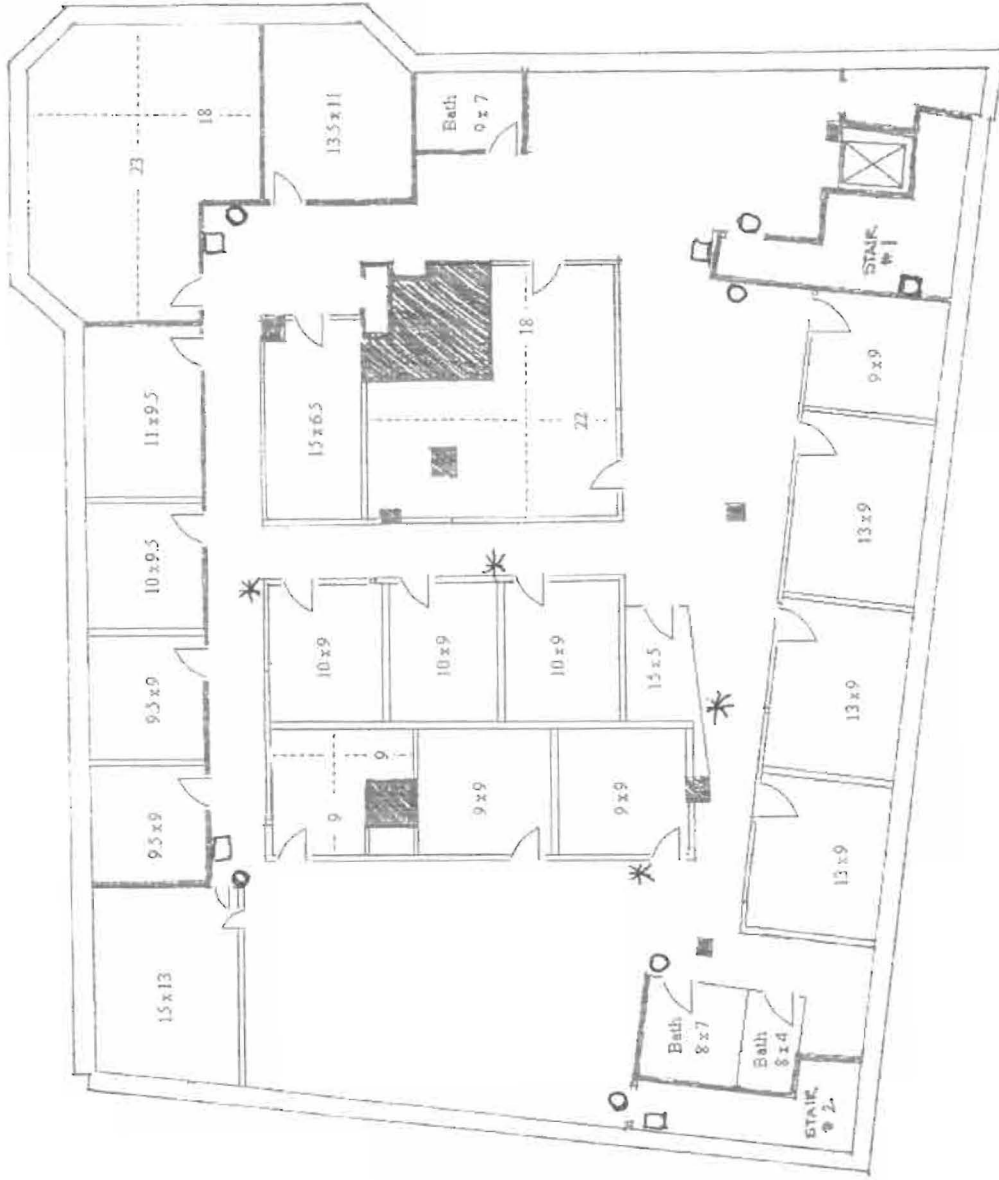 23
18
13.5 x 11
Bath
9 x 7
11 x 9.5
10 x 9.5
9.5 x 9
9.5 x 9
15 x 13
15 x 6.5
18
22
10 x 9
10 x 9
10 x 9
15 x 5
9
9
9 x 9
9 x 9
STAIR
#1
9 x 9
13 x 9
13 x 9
13 x 9
Bath
8 x 7
Bath
8 x 4
STAIR
# 2